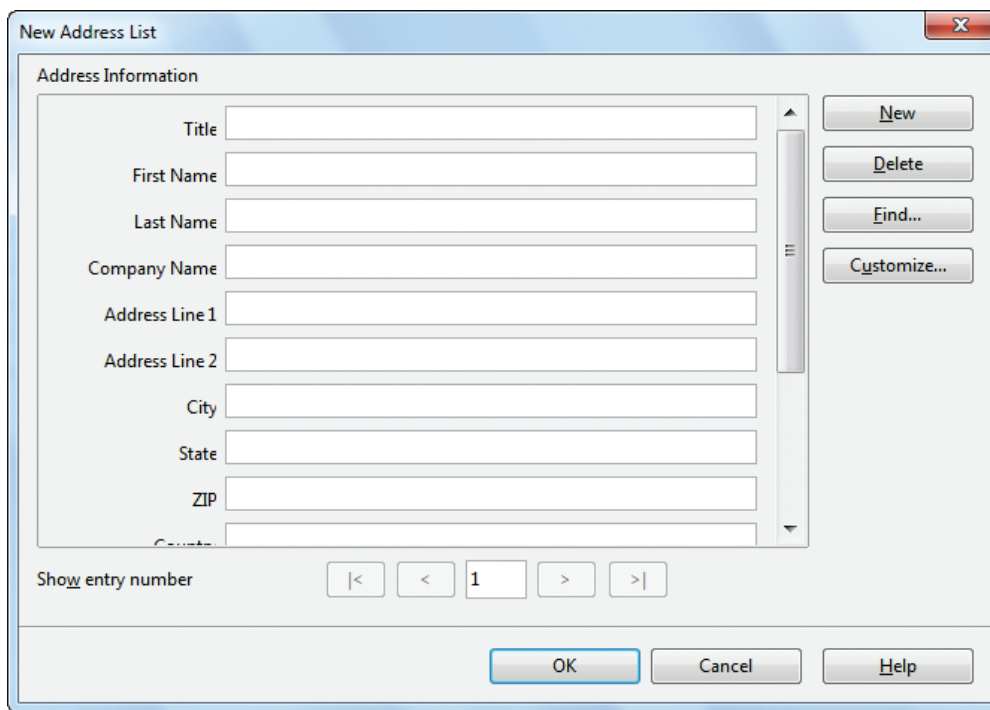 New Address List
Address Information
Title
First Name
Last Name
Company Name
Address Line 1
Address Line 2
City
State
ZIP
Country
New
Delete
Find...
Customize...
Show entry number |< < 1 > >|
OK Cancel Help